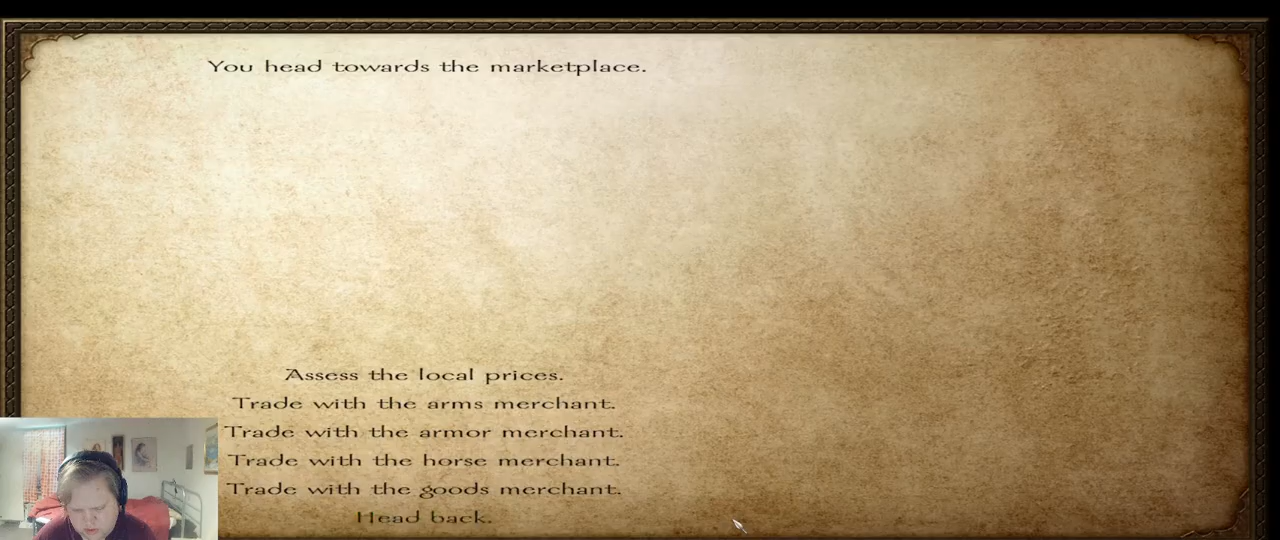 You head towards the marketplace.
Assess the local prices.
Trade with the arms merchant.
Trade with the armor merchant.
Trade with the horse merchant.
Trade with the goods merchant.
Head back.